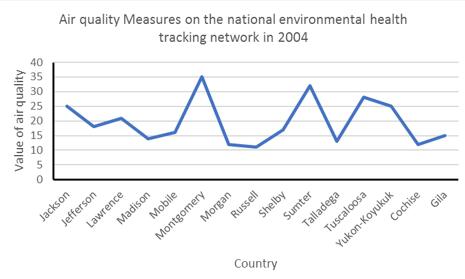 Air quality Measures on the national environmental health
tracking network in 2004
Value of air quality
40
35
30
25
20
15
10
5
0
Jackson
Jefferson
Lawrence
Madison
Mobile
Montgomery
Morgan
Russell
Shelby
Sumter
Talladega
Tuscaloosa
Yukon-Koyukuk
Cochise
Gila
Country